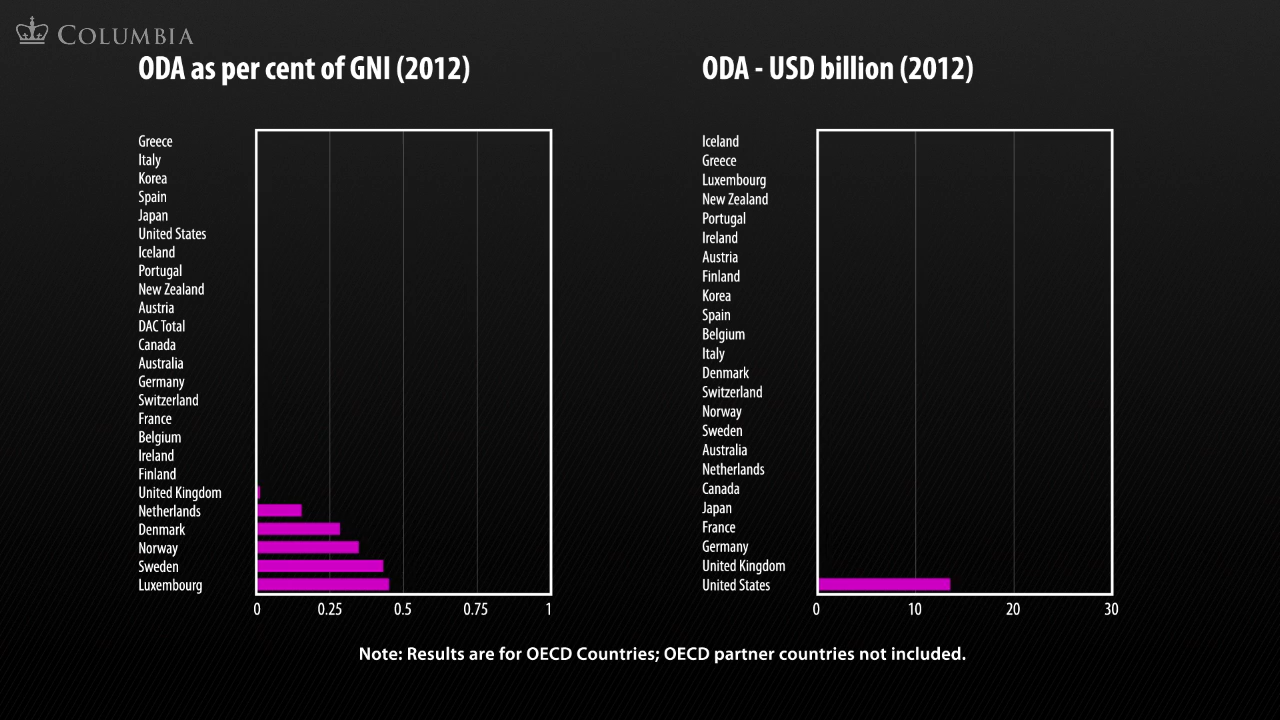 COLUMBIA
ODA as per cent of GNI (2012)
Greece
Italy
Korea
Spain
Japan
United States
Iceland
Portugal
New Zealand
Austria
DAC Total
Canada
Australia
Germany
Switzerland
France
Belgium
Ireland
Finland
United Kingdom
Netherlands
Denmark
Norway
Sweden
Luxembourg
0 0.25 0.5 0.75 1
ODA - USD billion (2012)
Iceland
Greece
Luxembourg
New Zealand
Portugal
Ireland
Austria
Finland
Korea
Spain
Belgium
Italy
Denmark
Switzerland
Norway
Sweden
Australia
Netherlands
Canada
Japan
France
Germany
United Kingdom
United States
0 10 20 30
Note: Results are for OECD Countries; OECD partner countries not included.